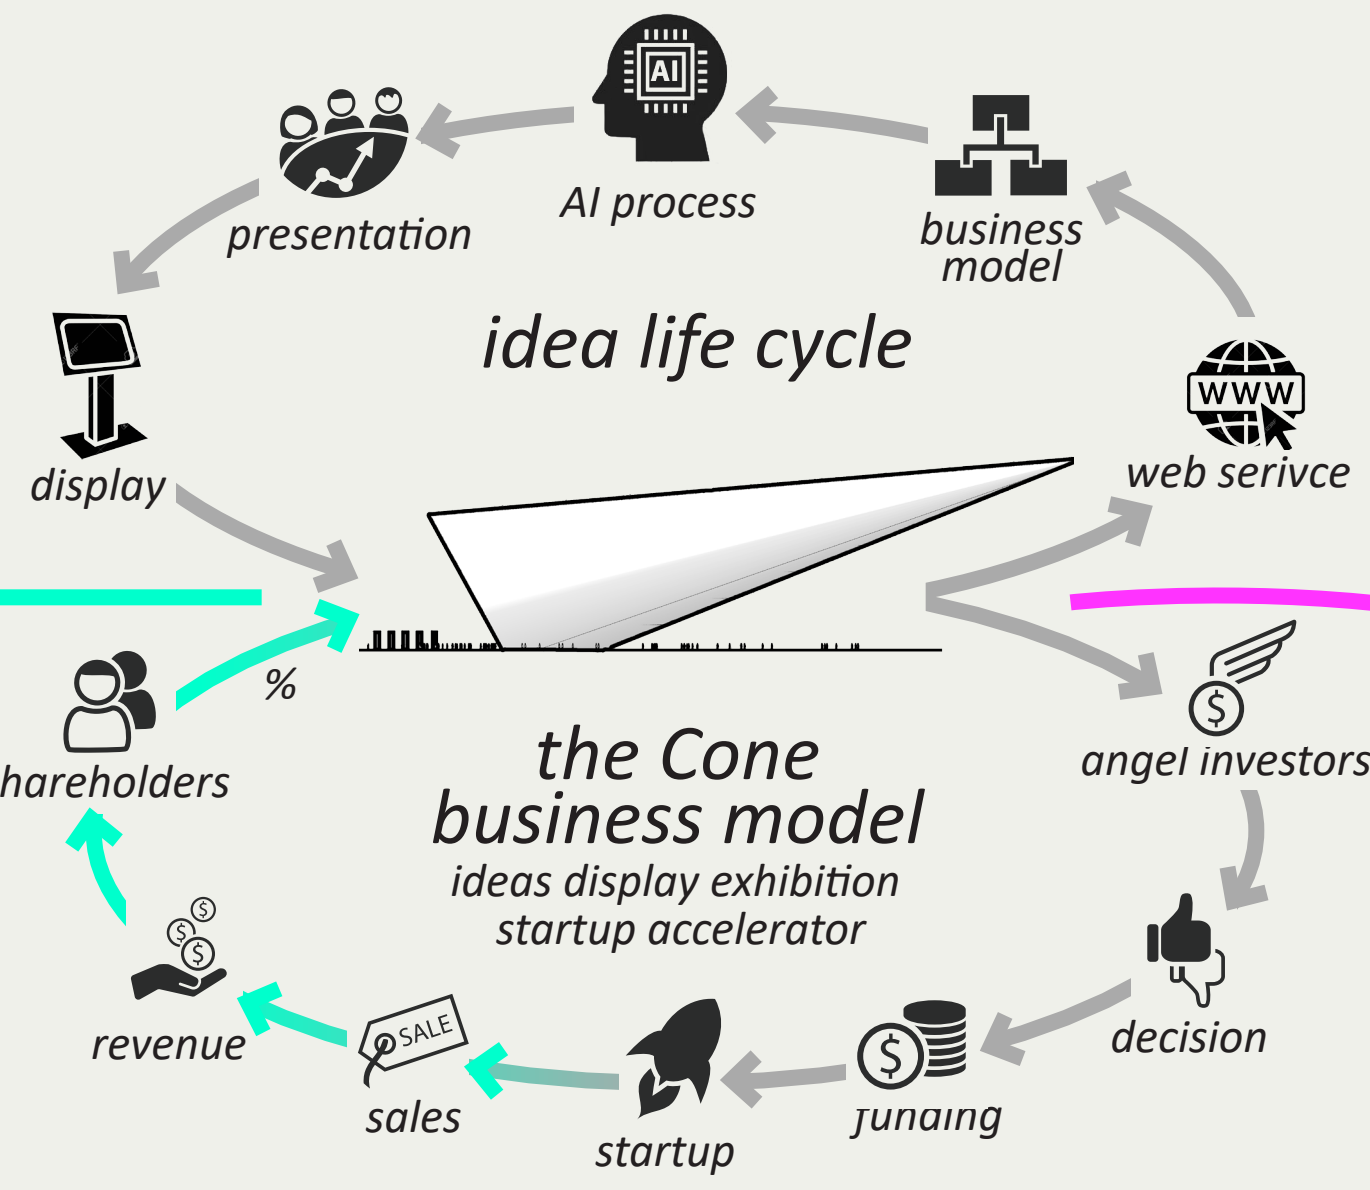 AI
AI process
presentation
business
model
idea life cycle
WWW
web serivce
display
%
$
angel investors
hareholders
the Cone
business model
ideas display exhibition
startup accelerator
$
$
$
revenue
SALE
sales
startup
$
funding
decision